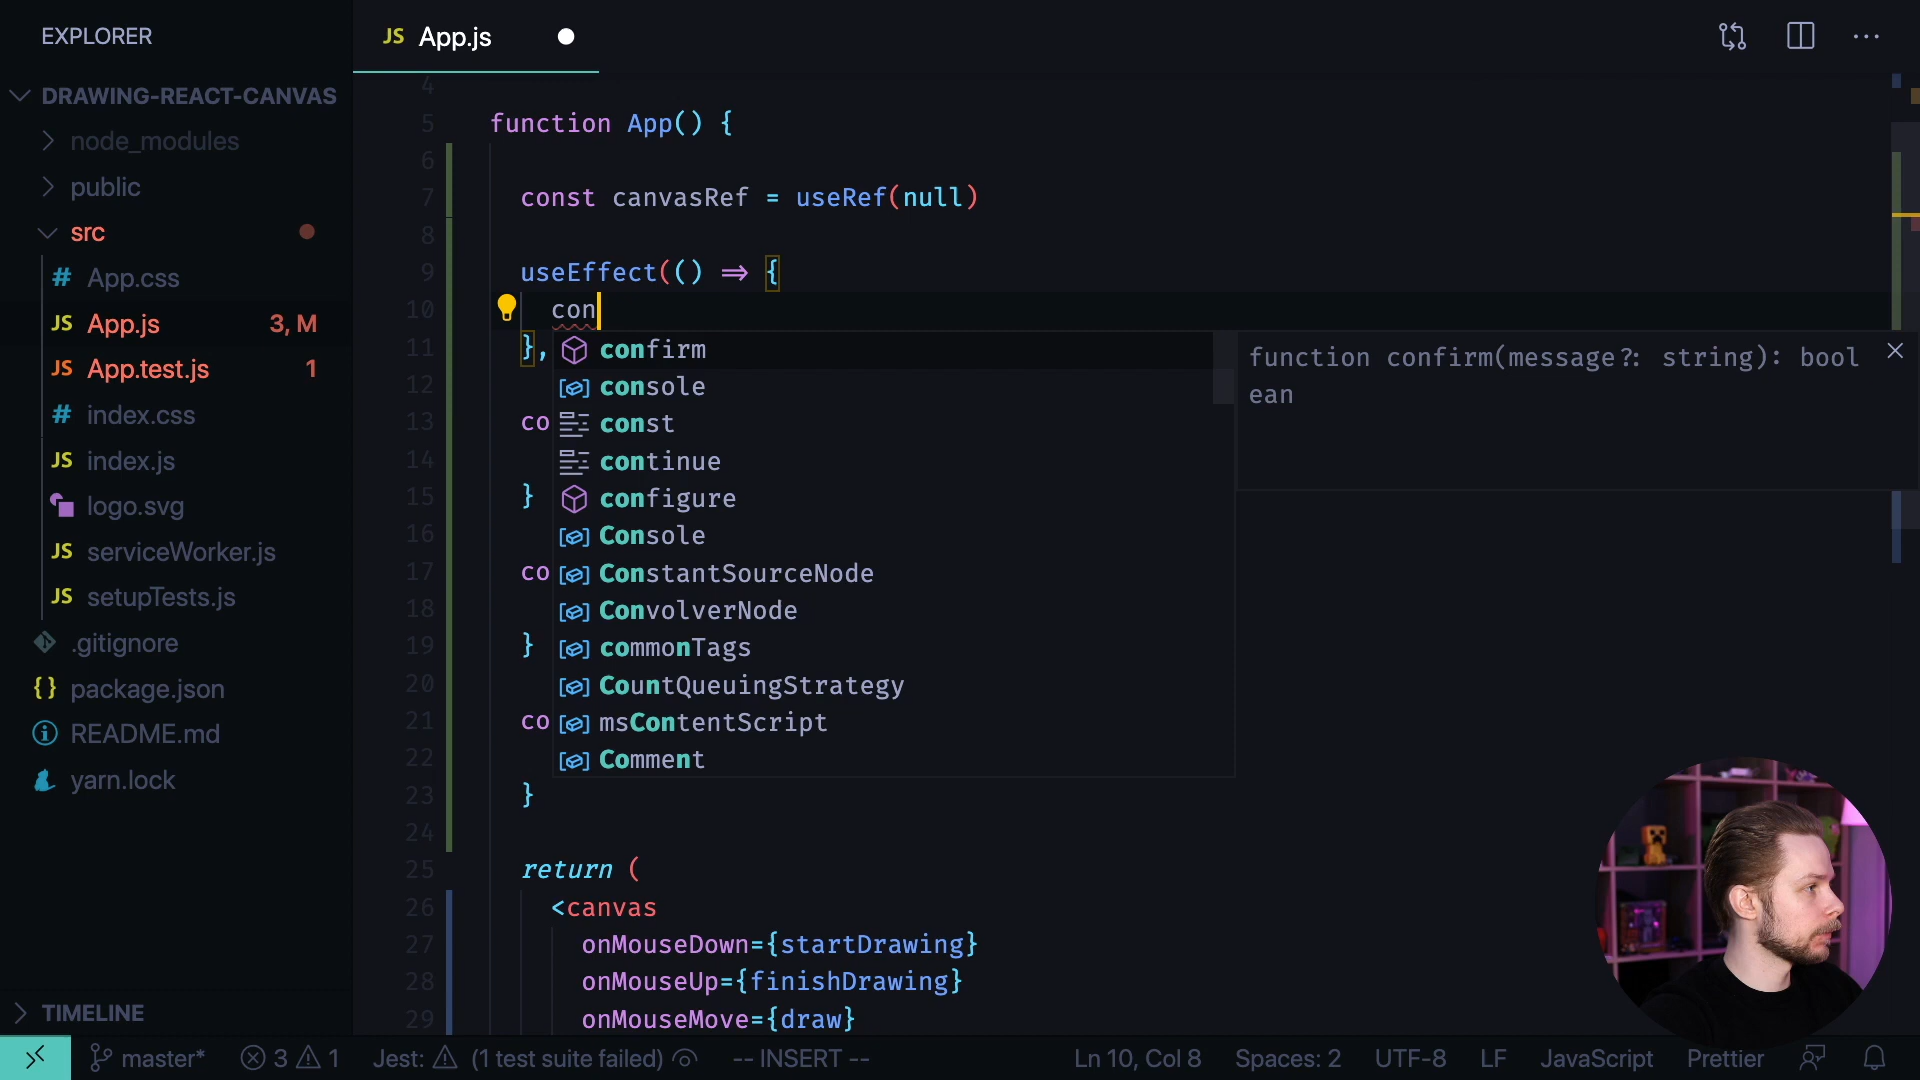 EXPLORER
DRAWING-REACT-CANVAS
node_modules
public
src
# App.css
JS App.js 3, M
JS App.test.js 1
# index.css
JS index.js
logo.svg
JS serviceWorker.js
JS setupTests.js
.gitignore
{} package.json
README.md
yarn.lock
TIMELINE
JS App.js
4
5 function App() {
6
7 const canvasRef = useRef(null)
8
9 useEffect(() => {
10 con
11 },
12
13 co
14
15 }
16
17 co
18
19 }
20
21 co
22
23 }
24
25 return (
26 <canvas
27 onMouseDown={startDrawing}
28 onMouseUp={finishDrawing}
29 onMouseMove={draw}
confirm
console
const
continue
configure
Console
ConstantSourceNode
ConvolverNode
commonTags
CountQueuingStrategy
msContentScript
Comment
function confirm(message?: string): bool
ean
master* 3 1 Jest: (1 test suite failed) -- INSERT -- Ln 10, Col 8 Spaces: 2 UTF-8 LF JavaScript Prettier